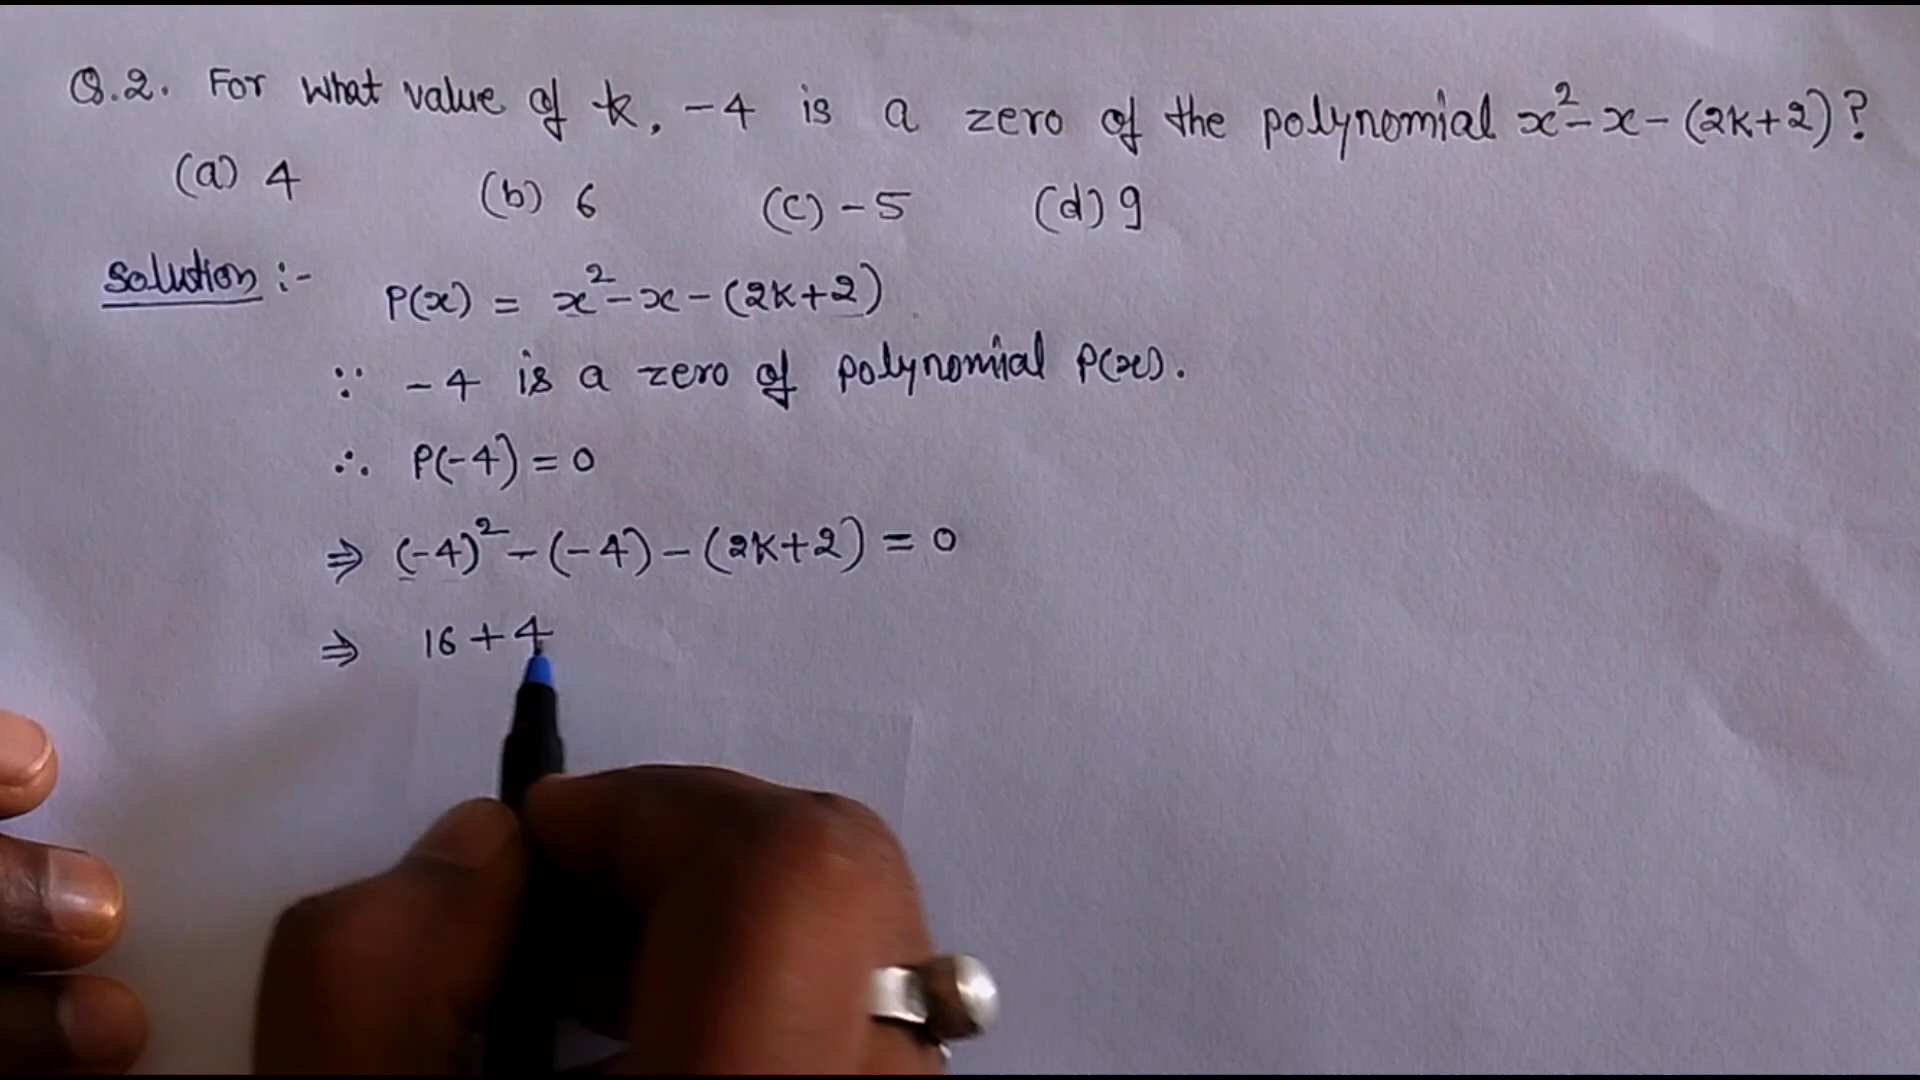 Q.2. For what value of k, -4 is a zero of the polynomial x²-x-(2k+2)?
(a) 4 (b) 6 (c) -5 (d) 9
Solution :- P(x) = x²-x-(2k+2)
∵ -4 is a zero of polynomial P(x).
∴ P(-4) = 0
⇒ (-4)²-(-4)-(2k+2) = 0
⇒ 16+4